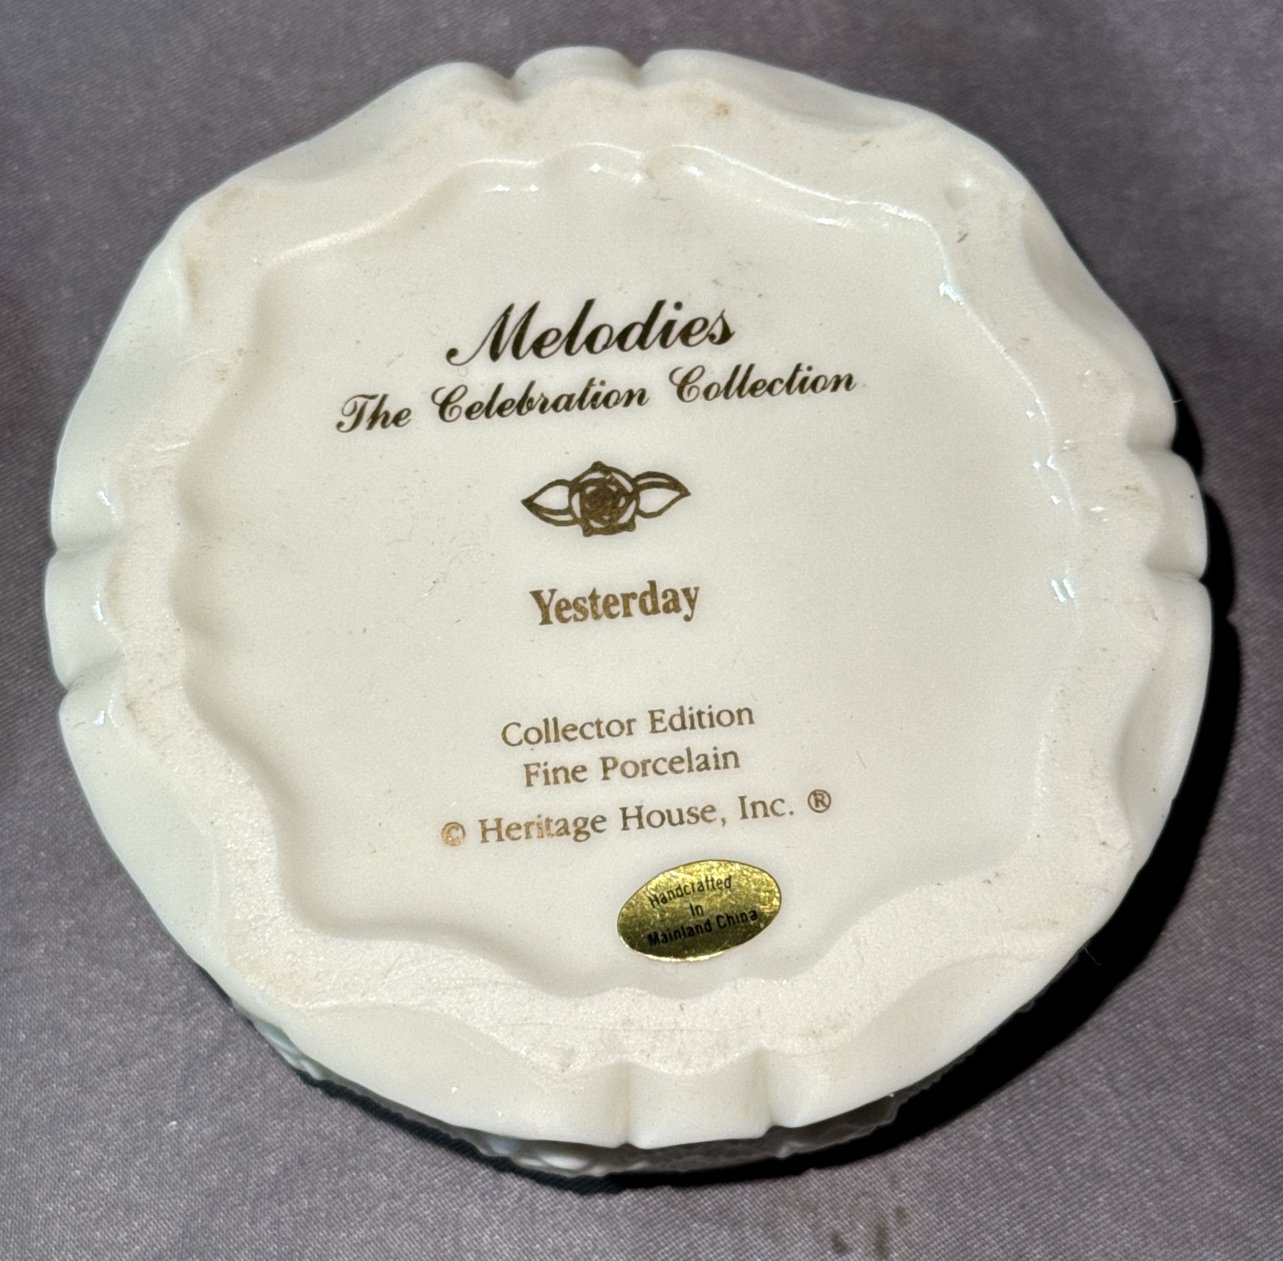 Melodies
The Celebration Collection
Yesterday
Collector Edition
Fine Porcelain
© Heritage House, Inc. ®
Handcrafted
In
Mainland China